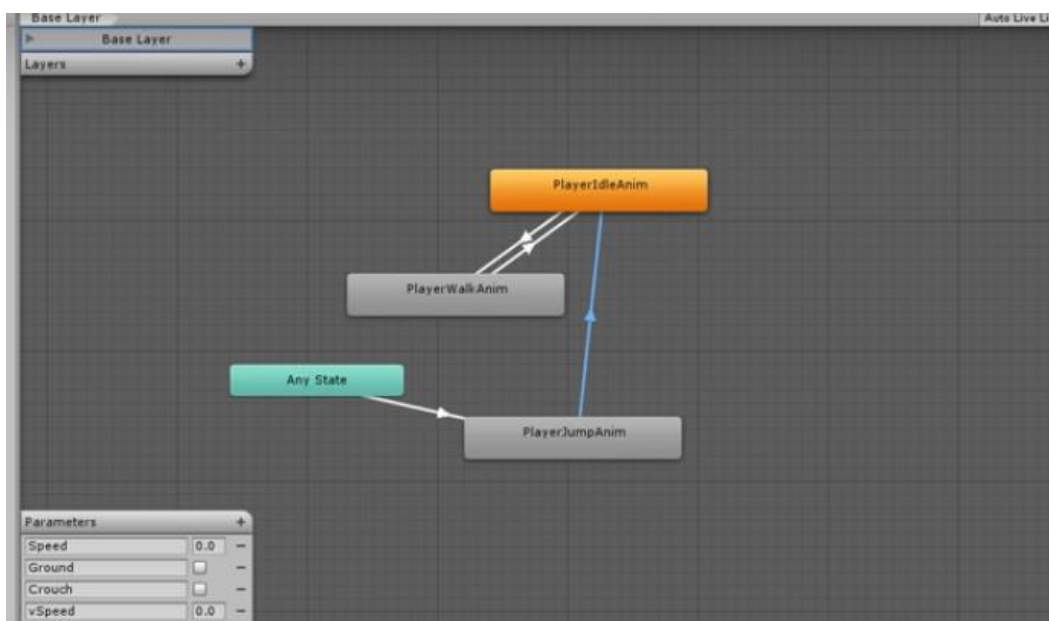 Base Layer
Auto Live Li
Base Layer
Layers +
PlayerIdleAnim
PlayerWalkAnim
Any State
PlayerJumpAnim
Parameters +
Speed 0.0 -
Ground -
Crouch -
vSpeed 0.0 -